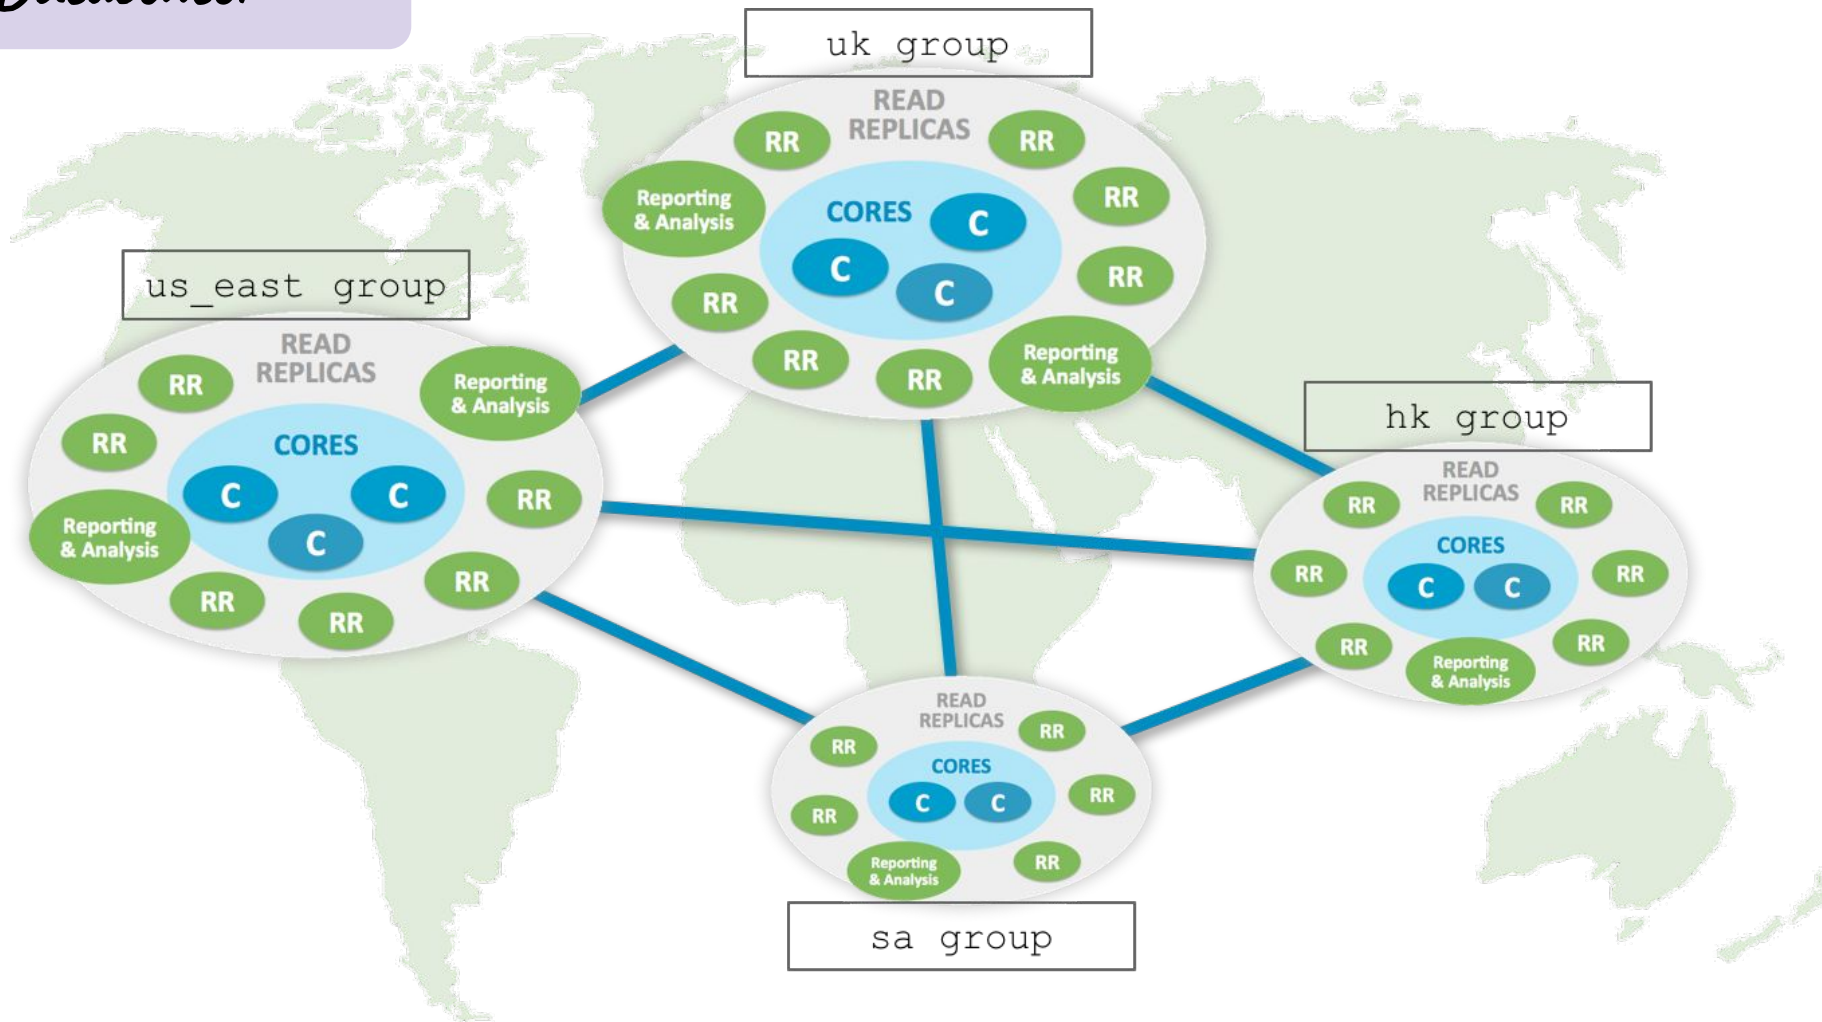 uk group
READ
REPLICAS
RR
RR
Reporting
& Analysis
RR
CORES
C
C
C
RR
RR
RR
RR
Reporting
& Analysis
us_east group
READ
REPLICAS
RR
Reporting
& Analysis
RR
CORES
C
C
C
RR
Reporting
& Analysis
RR
RR
RR
hk group
READ
REPLICAS
RR
RR
CORES
RR
C
C
RR
RR
RR
Reporting
& Analysis
READ
REPLICAS
RR
RR
CORES
C
C
RR
RR
Reporting
& Analysis
RR
sa group